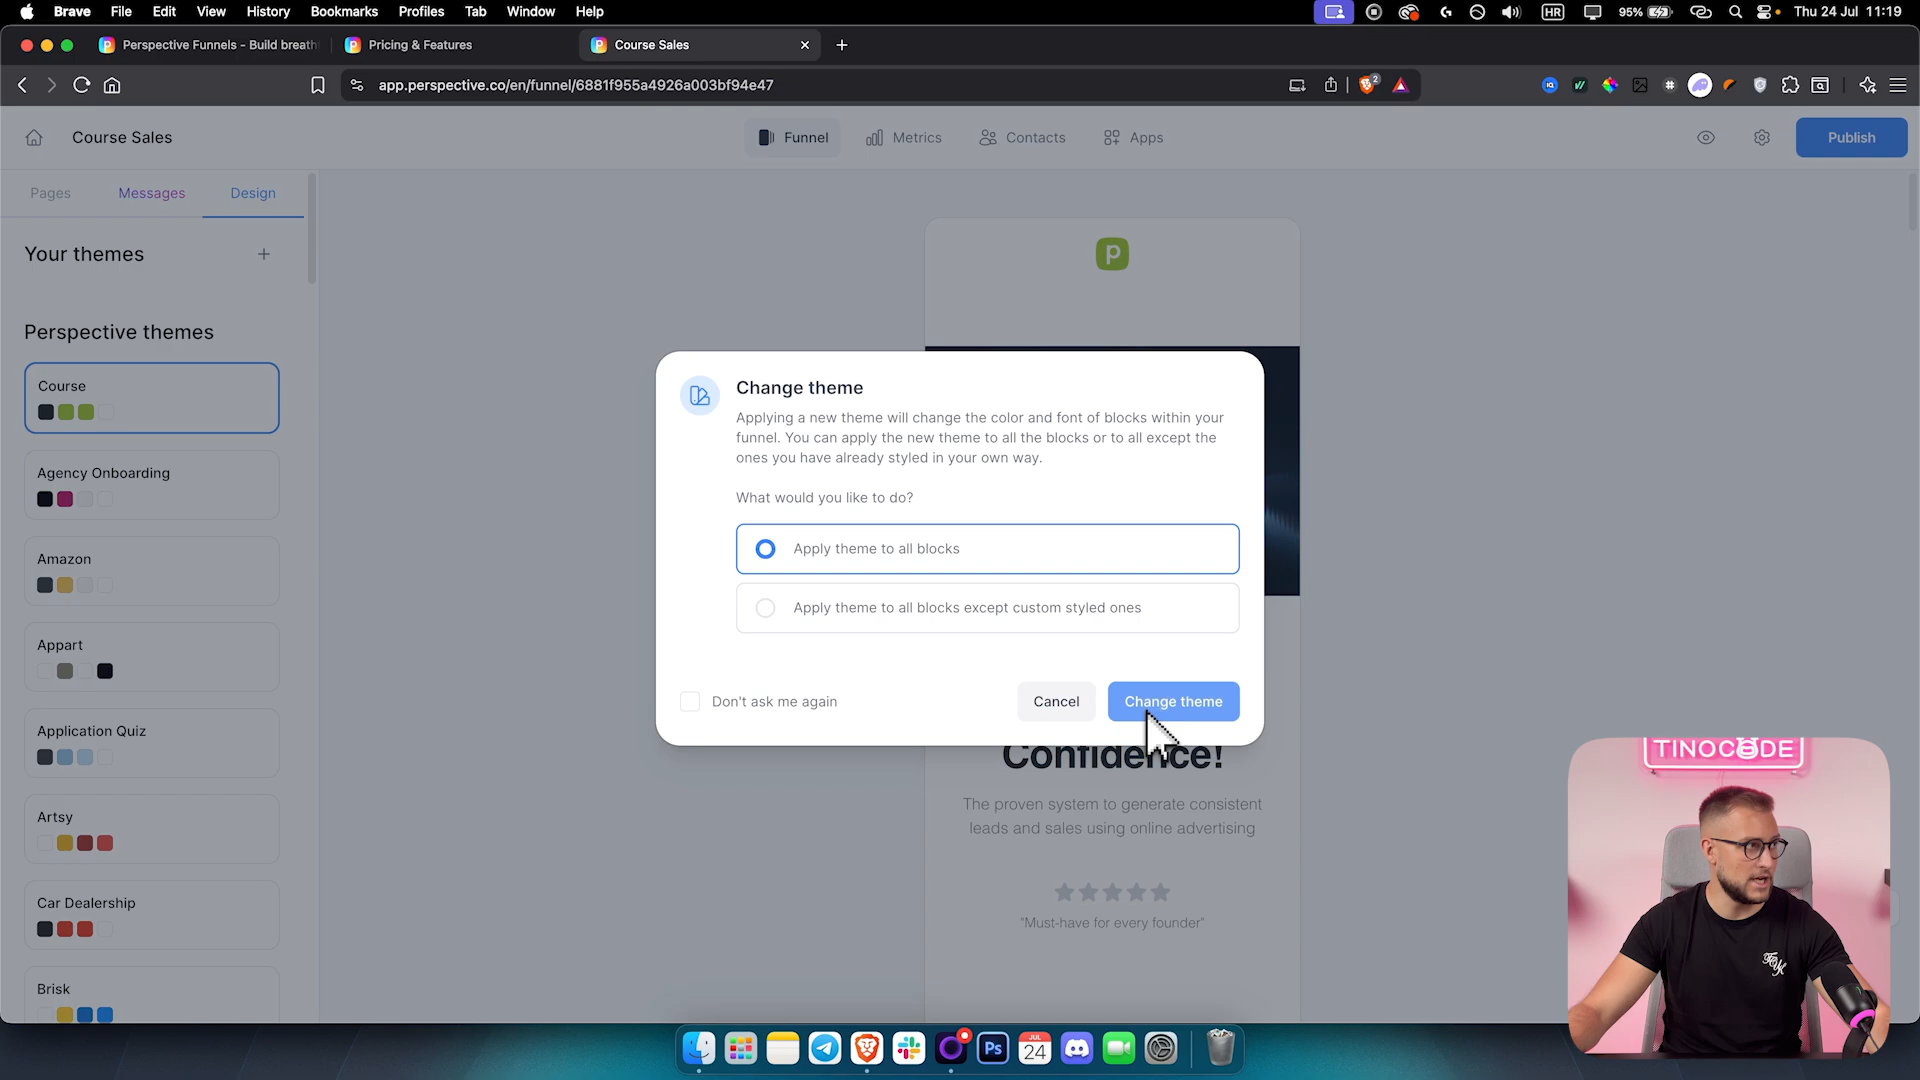 Brave File Edit View History Bookmarks Profiles Tab Window Help
HR 95% Thu 24 Jul 11:19
Perspective Funnels - Build breath
Pricing & Features
Course Sales
app.perspective.co/en/funnel/6881f955a4926a003bf94e47
2
Course Sales
Funnel
Metrics
Contacts
Apps
Publish
Pages
Messages
Design
Your themes
Perspective themes
Course
Agency Onboarding
Amazon
Appart
Application Quiz
Artsy
Car Dealership
Brisk
p
Change theme
Applying a new theme will change the color and font of blocks within your
funnel. You can apply the new theme to all the blocks or to all except the
ones you have already styled in your own way.
What would you like to do?
Apply theme to all blocks
Apply theme to all blocks except custom styled ones
Don't ask me again
Cancel
Change theme
Confidence!
The proven system to generate consistent
leads and sales using online advertising
"Must-have for every founder"
TINOCODE
Ps
JUL
24